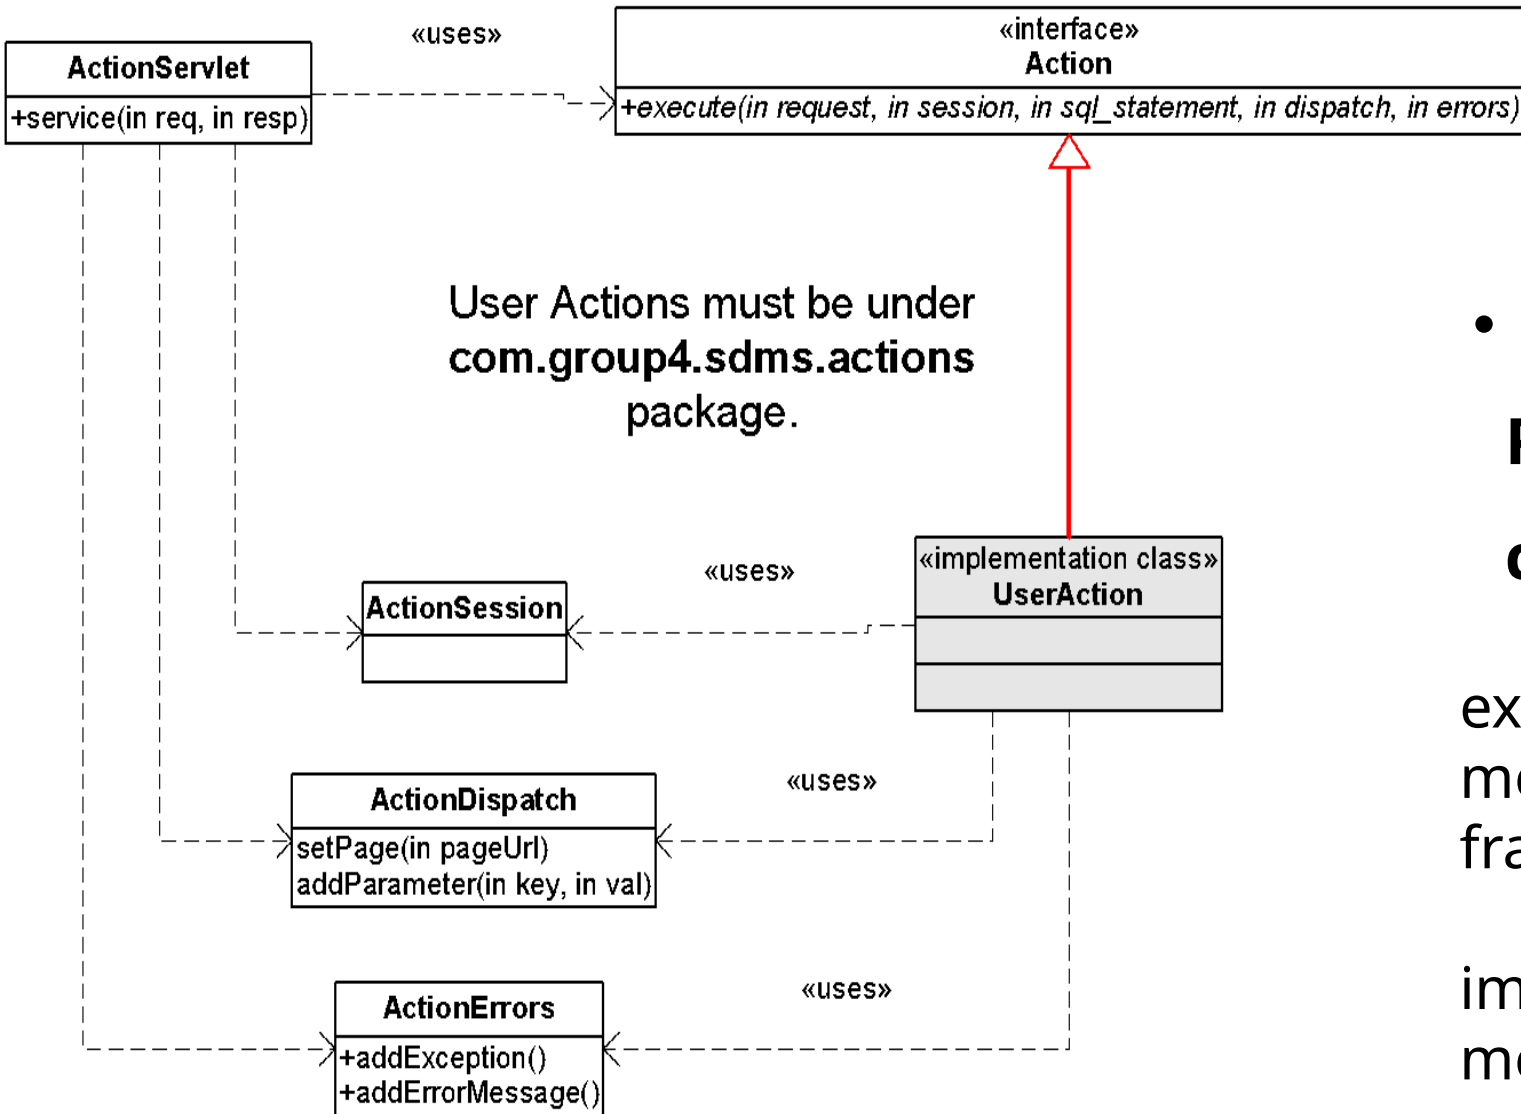 «uses»
ActionServlet
+service(in req, in resp)
«interface»
Action
+execute(in request, in session, in sql_statement, in dispatch, in errors)
User Actions must be under
com.group4.sdms.actions
package.
•
«uses»
«implementation class»
UserAction
ActionSession
«uses»
ActionDispatch
setPage(in pageUrl)
addParameter(in key, in val)
«uses»
ActionErrors
+addException()
+addErrorMessage()